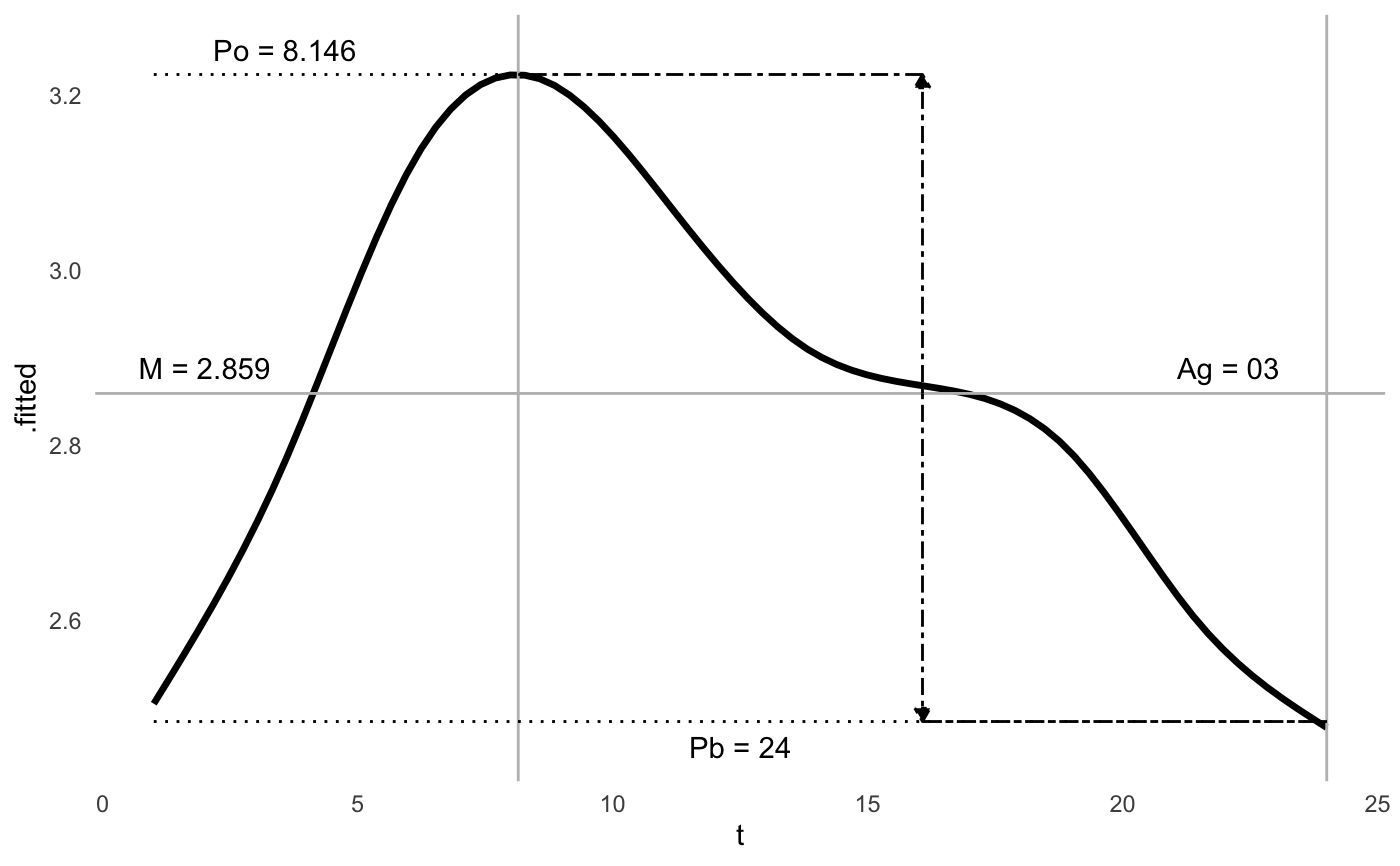 Po = 8.146
3.2
3.0
M = 2.859
Ag = 03
.fitted
2.8
2.6
Pb = 24
0 5 10 15 20 25
t